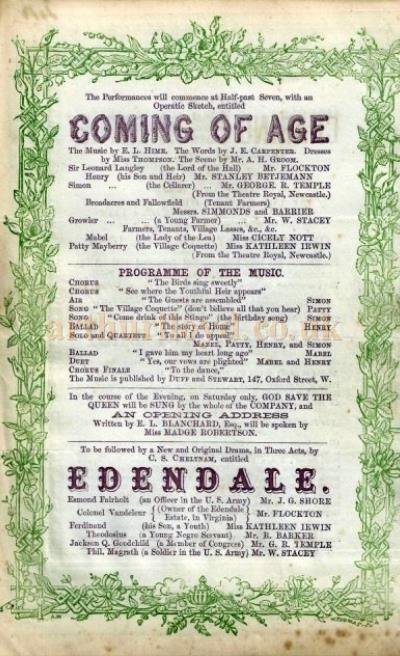 The Performances will commence at Half-past Seven, with an
Operatic Sketch, entitled
COMING OF AGE
The Music by E. L. HIME. The Words by J. E. CARPENTER. Dresses
by Miss THOMPSON. The Scene by Mr. A. H. GROOM.
Sir Leonard Langley (the Lord of the Hall) Mr. FLOCKTON
Henry (his Son and Heir) Mr. STANLEY BETJEMANN
Simon ... (the Cellarer) ... Mr. GEORGE. R. TEMPLE
(From the Theatre Royal, Newcastle.)
Broadacres and Fallowfield (Tenant Farmers)
Messrs. SIMMONDS and BARRIER
Growler ... ... (a Young Farmer) ... Mr. W. STACEY
Farmers, Tenants, Village Lasses, &c., &c.
Mabel (the Lady of the Lea) Miss CICELY NOTT
Patty Mayberry (the Village Coquette) Miss KATHLEEN IRWIN
(From the Theatre Royal, Newcastle.)
PROGRAMME OF THE MUSIC.
CHORUS "The Birds sing sweetly"
CHORUS "See where the Youthful Heir appears"
AIR "The Guests are assembled" SIMON
SONG "The Village Coquette" (don't believe all that you hear) PATTY
SONG "Come drink of the stingo" (the birthday song) SIMON
BALLAD "The story of Home" HENRY
SOLO and QUARTETT "To all I do appeal"
MABEL, PATTY, HENRY, and SIMON
BALLAD "I gave him my heart long ago" MABEL
DUET "Yes, our vows are plighted" MABEL and HENRY
CHORUS FINALE "To the dance,"
The Music is published by DUFF and STEWART, 147, Oxford Street, W.
In the course of the Evening, on Saturday only, GOD SAVE THE
QUEEN will be SUNG by the whole of the COMPANY, and
AN OPENING ADDRESS
Written by E. L. BLANCHARD, Esq., will be spoken by
Miss MADGE ROBERTSON.
To be followed by a New and Original Drama, in Three Acts, by
C. S. CHELTNAM, entitled
EDENDALE.
Esmond Fairholt (an Officer in the U. S. Army) Mr. J. G. SHORE
Colonel Vandeleur { (Owner of the Edendale Estate, in Virginia) } Mr. FLOCKTON
Ferdinand (his Son, a Youth) Miss KATHLEEN IRWIN
Theodosius (a Young Negro Servant) Mr. R. BARKER
Jackson Q. Goodchild (a Member of Congress) Mr. G. R. TEMPLE
Phil. Magrath (a Soldier in the U. S. Army) Mr. W. STACEY